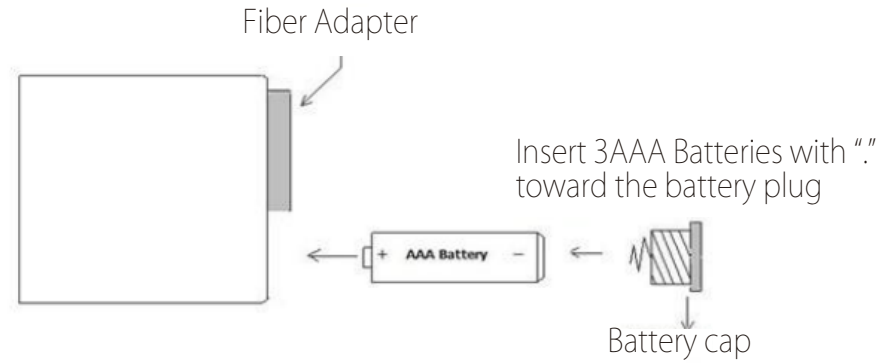 Fiber Adapter
Insert 3AAA Batteries with “.”
toward the battery plug
+ AAA Battery −
Battery cap